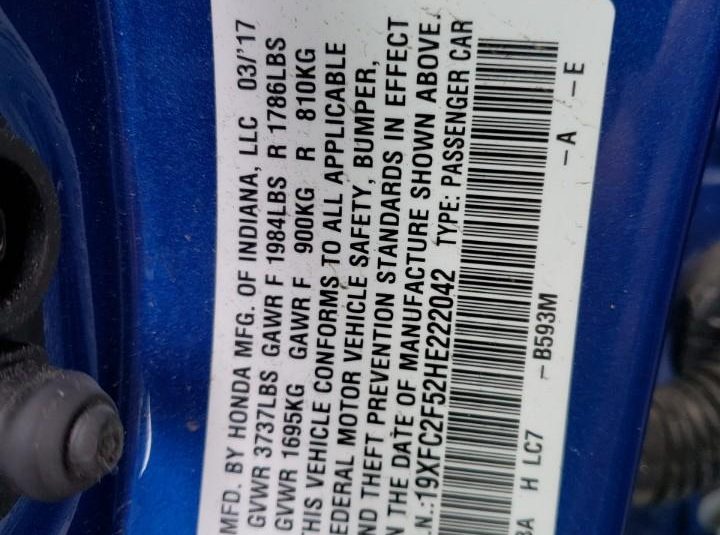 MFD. BY HONDA MFG. OF INDIANA, LLC 03/'17
GVWR 3737LBS GAWR F 1984LBS R 1786LBS
GVWR 1695KG GAWR F 900KG R 810KG
THIS VEHICLE CONFORMS TO ALL APPLICABLE
EDERAL MOTOR VEHICLE SAFETY, BUMPER,
ND THEFT PREVENTION STANDARDS IN EFFECT
N THE DATE OF MANUFACTURE SHOWN ABOVE.
.N.:19XFC2F52HE222042 TYPE: PASSENGER CAR
BA H LC7 -B593M -A -E